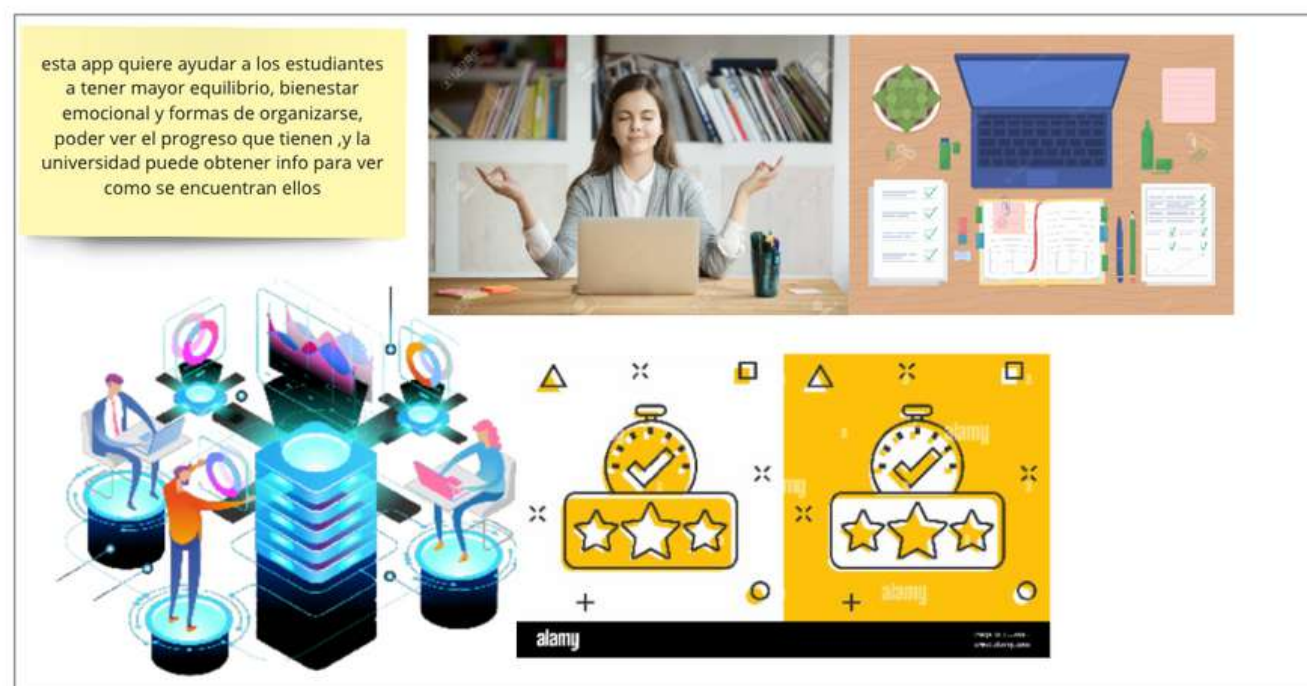 esta app quiere ayudar a los estudiantes
a tener mayor equilibrio, bienestar
emocional y formas de organizarse,
poder ver el progreso que tienen ,y la
universidad puede obtener info para ver
como se encuentran ellos
alamy
alamy
alamy